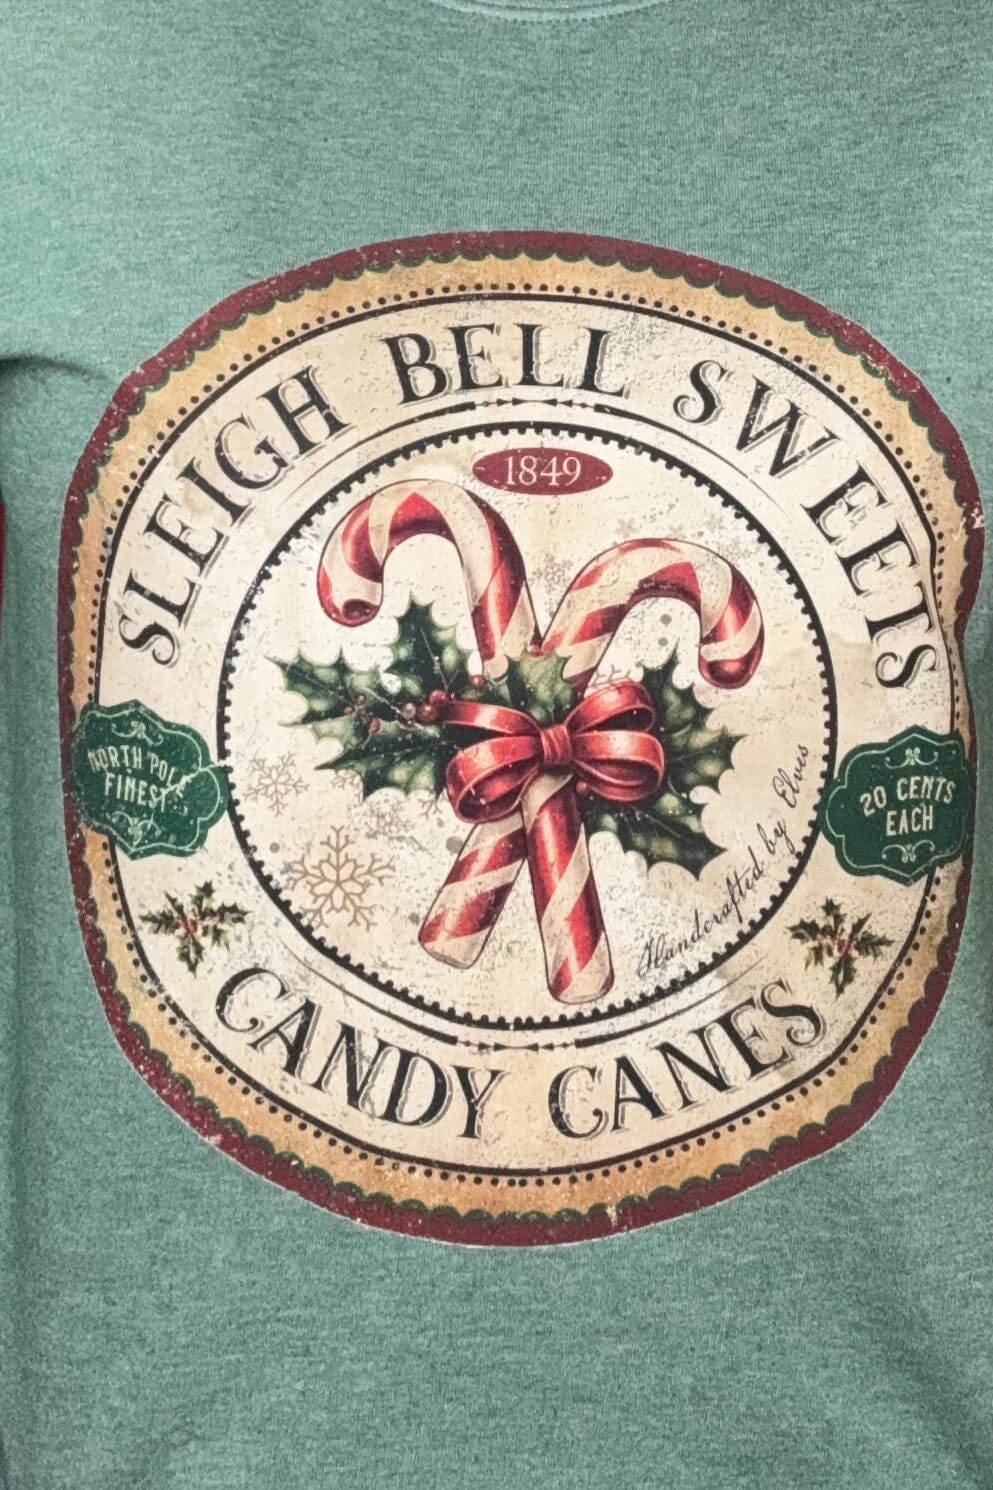 SLEIGH BELL SWEETS
1849
NORTH POLE
FINEST
20 CENTS
EACH
Handcrafted by Elves
CANDY CANES